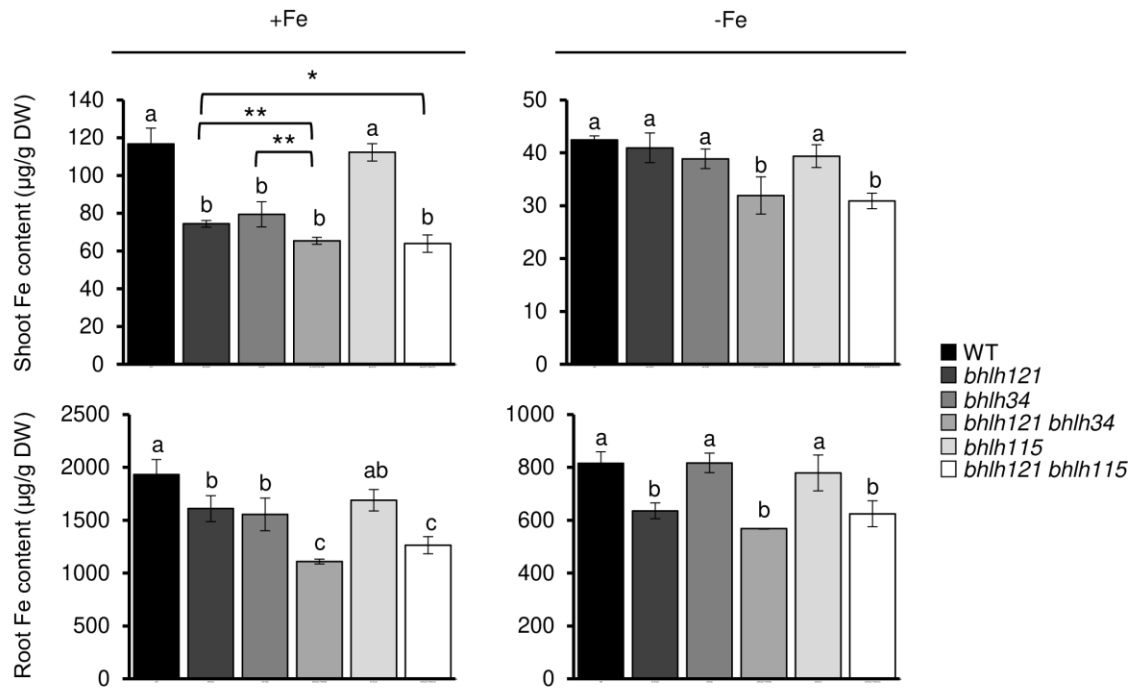 +Fe
-Fe
Shoot Fe content (µg/g DW)
140
120
100
80
60
40
20
0
a
b
b
b
a
b
*
**
**
50
40
30
20
10
0
a
a
a
b
a
b
Root Fe content (µg/g DW)
2500
2000
1500
1000
500
0
a
b
b
c
ab
c
1000
800
600
400
200
0
a
b
a
b
a
b
WT
bhlh121
bhlh34
bhlh121 bhlh34
bhlh115
bhlh121 bhlh115